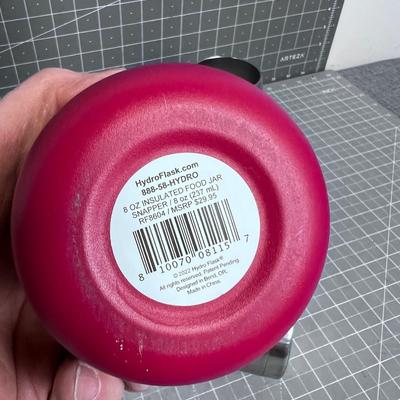 ARTEZA
HydroFlask.com
888-58-HYDRO
8 OZ INSULATED FOOD JAR
SNAPPER / 8 oz (237 mL)
RF8604 / MSRP $29.95
8 10070 08115 7
© 2022 Hydro Flask®
All rights reserved. Patent Pending.
Designed in Bend, OR.
Made in China.